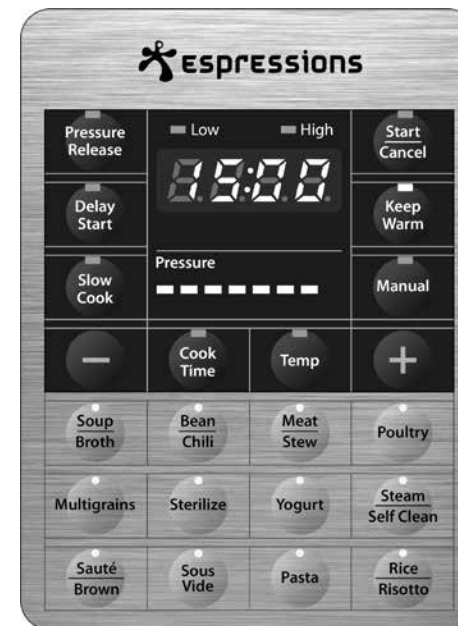 espressions
Pressure
Release
Low
High
Start
Cancel
15:00
Delay
Start
Keep
Warm
Pressure
Slow
Cook
Manual
−
Cook
Time
Temp
+
Soup
Broth
Bean
Chili
Meat
Stew
Poultry
Multigrains
Sterilize
Yogurt
Steam
Self Clean
Sauté
Brown
Sous
Vide
Pasta
Rice
Risotto